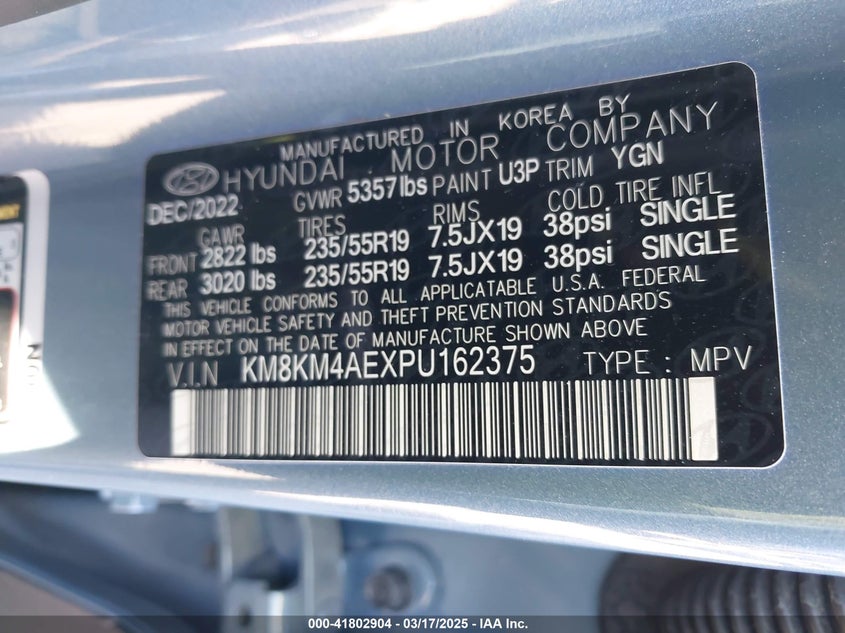 MANUFACTURED IN KOREA BY
HYUNDAI MOTOR COMPANY
DEC/2022 GVWR 5357lbs PAINT U3P TRIM YGN
GAWR TIRES RIMS COLD TIRE INFL
FRONT 2822 lbs 235/55R19 7.5JX19 38psi SINGLE
REAR 3020 lbs 235/55R19 7.5JX19 38psi SINGLE
THIS VEHICLE CONFORMS TO ALL APPLICATABLE U.S.A. FEDERAL
MOTOR VEHICLE SAFETY AND THEFT PREVENTION STANDARDS
IN EFFECT ON THE DATE OF MANUFACTURE SHOWN ABOVE
V.I.N KM8KM4AEXPU162375 TYPE : MPV
000-41802904 - 03/17/2025 - IAA Inc.